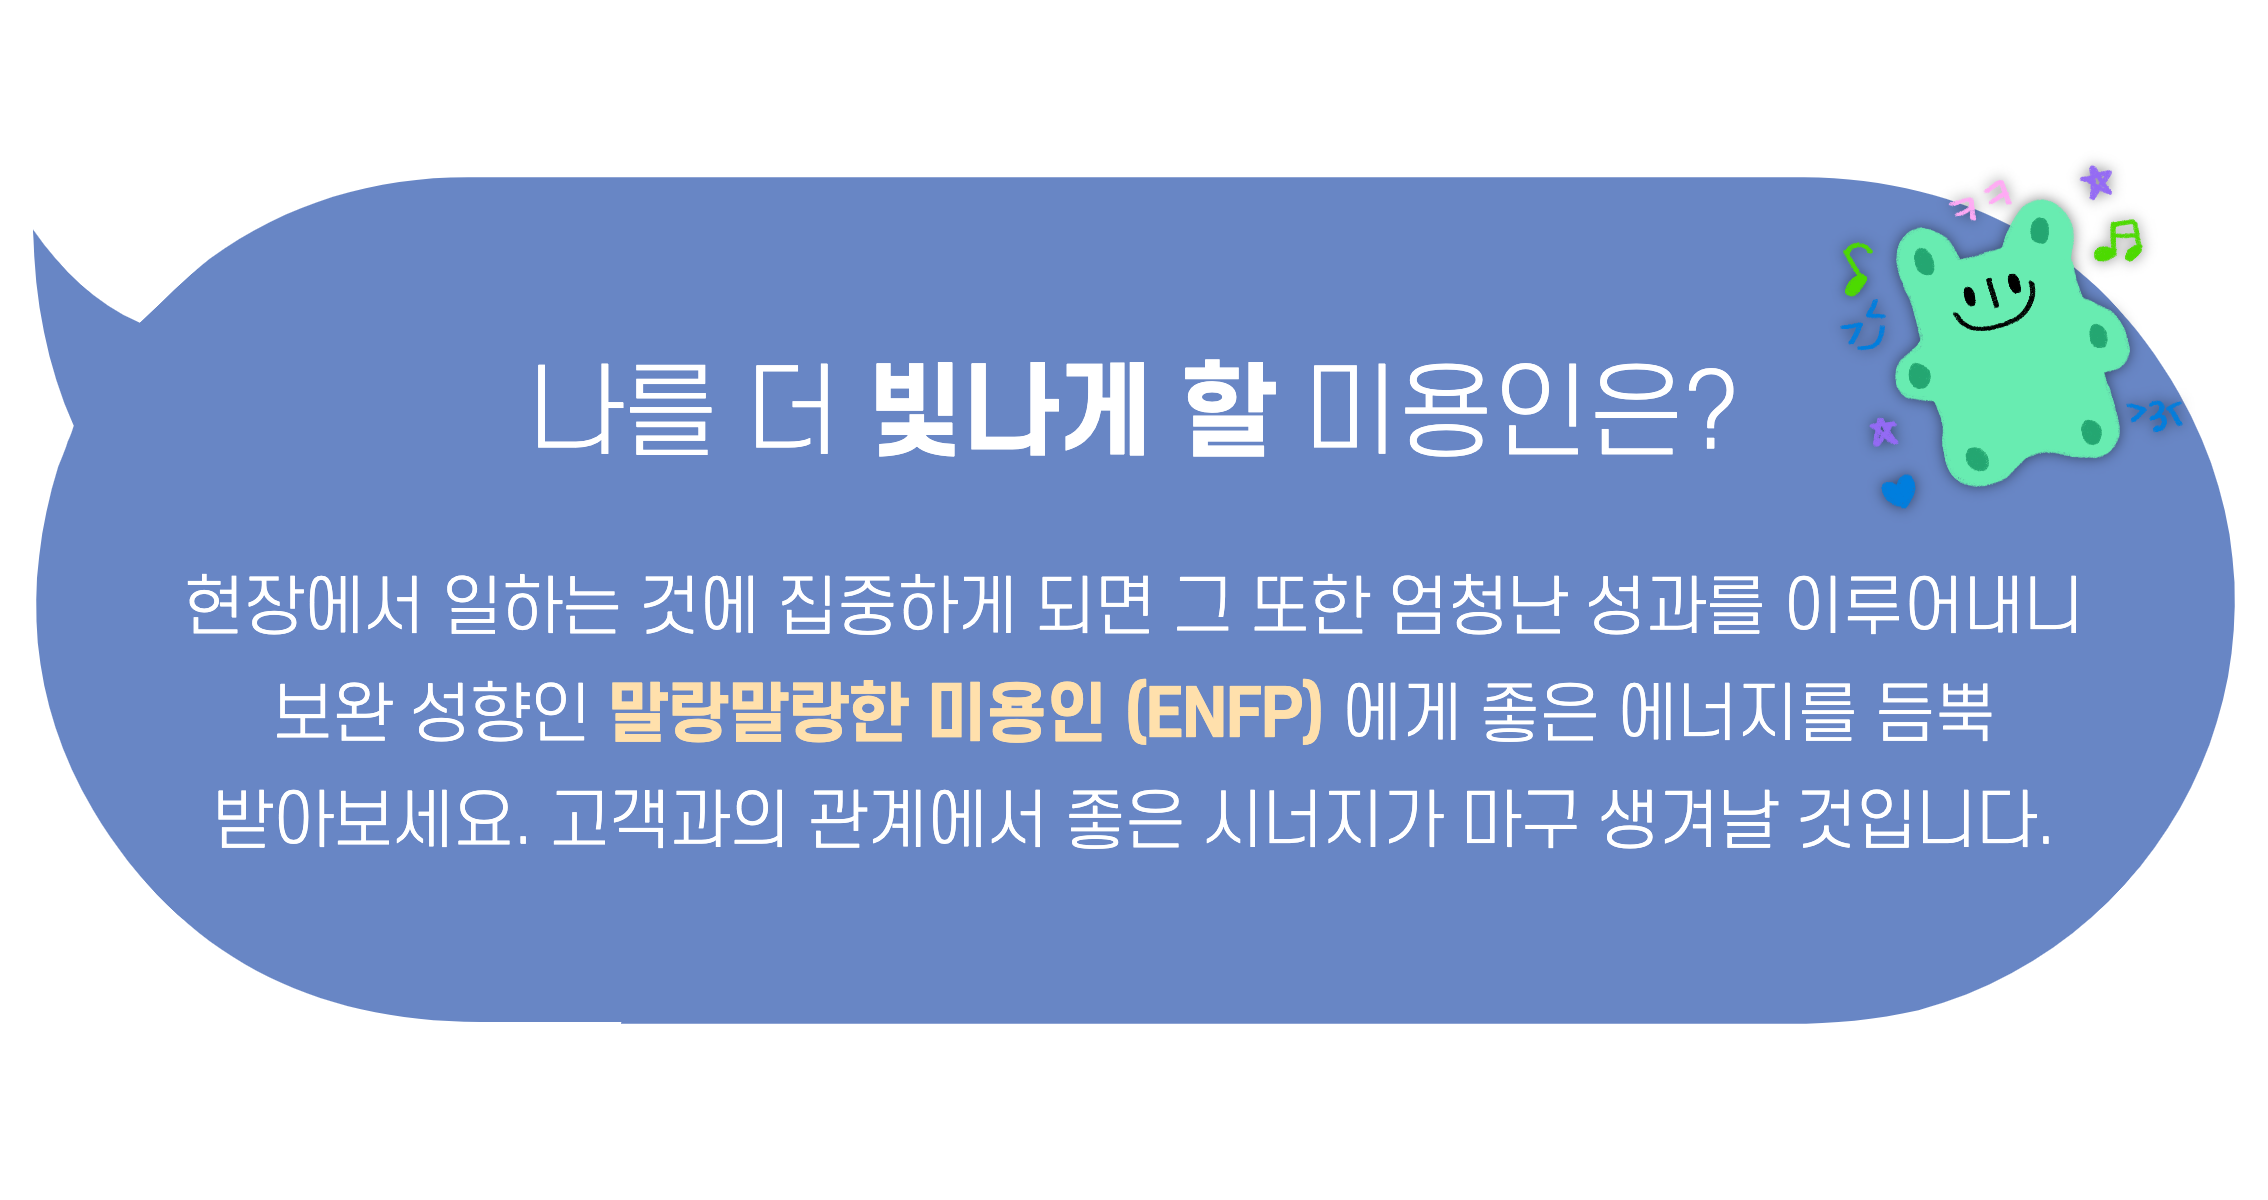 나를 더 빛나게 할 미용인은?
ㅋㅋ
현장에서 일하는 것에 집중하게 되면 그 또한 엄청난 성과를 이루어내니
보완 성향인 말랑말랑한 미용인 (ENFP) 에게 좋은 에너지를 듬뿍
받아보세요. 고객과의 관계에서 좋은 시너지가 마구 생겨날 것입니다.